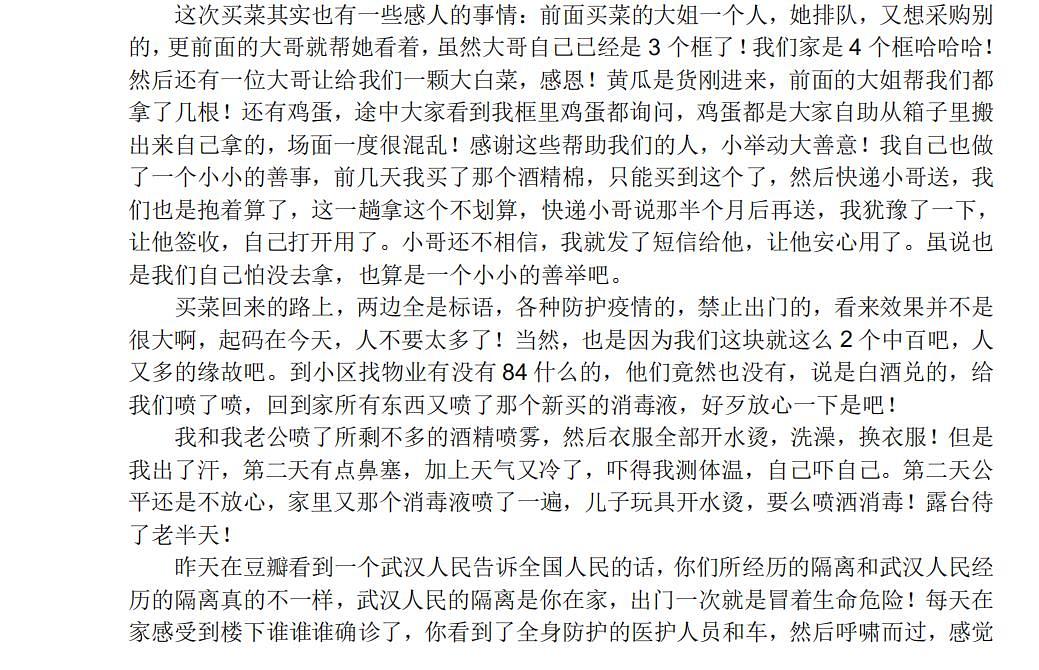 这次买菜其实也有一些感人的事情：前面买菜的大姐一个人，她排队，又想采购别
的，更前面的大哥就帮她看着，虽然大哥自己已经是 3 个框了！我们家是 4 个框哈哈哈！
然后还有一位大哥让给我们一颗大白菜，感恩！黄瓜是货刚进来，前面的大姐帮我们都
拿了几根！还有鸡蛋，途中大家看到我框里鸡蛋都询问，鸡蛋都是大家自助从箱子里搬
出来自己拿的，场面一度很混乱！感谢这些帮助我们的人，小举动大善意！我自己也做
了一个小小的善事，前几天我买了那个酒精棉，只能买到这个了，然后快递小哥送，我
们也是抱着算了，这一趟拿这个不划算，快递小哥说那半个月后再送，我犹豫了一下，
让他签收，自己打开用了。小哥还不相信，我就发了短信给他，让他安心用了。虽说也
是我们自己怕没去拿，也算是一个小小的善举吧。
买菜回来的路上，两边全是标语，各种防护疫情的，禁止出门的，看来效果并不是
很大啊，起码在今天，人不要太多了！当然，也是因为我们这块就这么 2 个中百吧，人
又多的缘故吧。到小区找物业有没有 84 什么的，他们竟然也没有，说是白酒兑的，给
我们喷了喷，回到家所有东西又喷了那个新买的消毒液，好歹放心一下是吧！
我和我老公喷了所剩不多的酒精喷雾，然后衣服全部开水烫，洗澡，换衣服！但是
我出了汗，第二天有点鼻塞，加上天气又冷了，吓得我测体温，自己吓自己。第二天公
平还是不放心，家里又那个消毒液喷了一遍，儿子玩具开水烫，要么喷洒消毒！露台待
了老半天！
昨天在豆瓣看到一个武汉人民告诉全国人民的话，你们所经历的隔离和武汉人民经
历的隔离真的不一样，武汉人民的隔离是你在家，出门一次就是冒着生命危险！每天在
家感受到楼下谁谁谁确诊了，你看到了全身防护的医护人员和车，然后呼啸而过，感觉